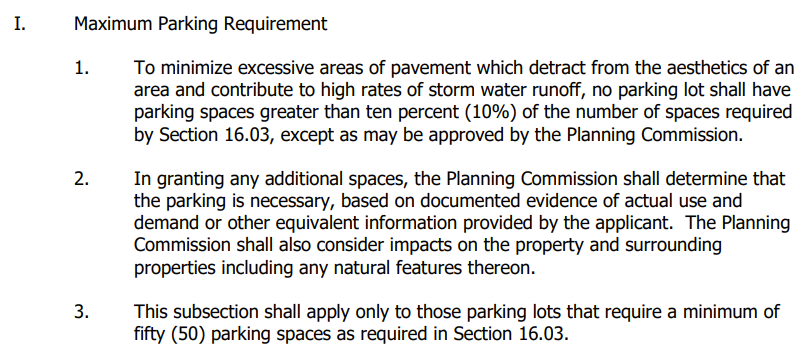 I. Maximum Parking Requirement
1. To minimize excessive areas of pavement which detract from the aesthetics of an
area and contribute to high rates of storm water runoff, no parking lot shall have
parking spaces greater than ten percent (10%) of the number of spaces required
by Section 16.03, except as may be approved by the Planning Commission.
2. In granting any additional spaces, the Planning Commission shall determine that
the parking is necessary, based on documented evidence of actual use and
demand or other equivalent information provided by the applicant.  The Planning
Commission shall also consider impacts on the property and surrounding
properties including any natural features thereon.
3. This subsection shall apply only to those parking lots that require a minimum of
fifty (50) parking spaces as required in Section 16.03.